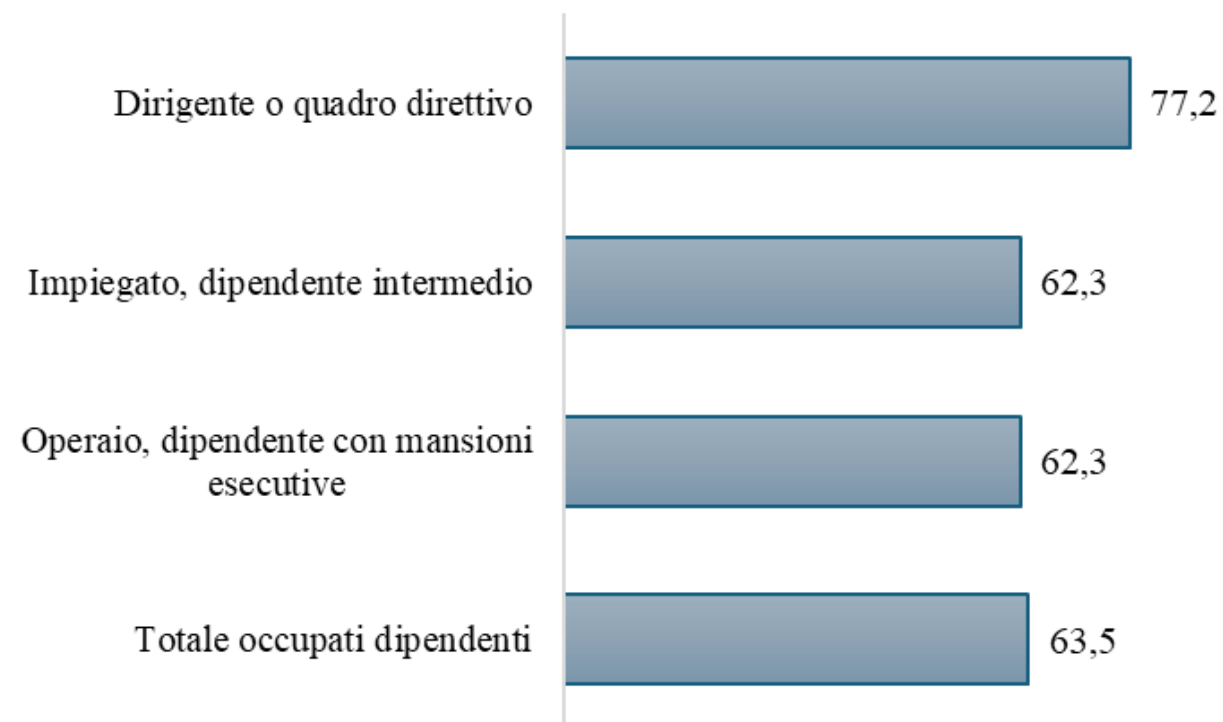 Dirigente o quadro direttivo
77,2
Impiegato, dipendente intermedio
62,3
Operaio, dipendente con mansioni
esecutive
62,3
Totale occupati dipendenti
63,5